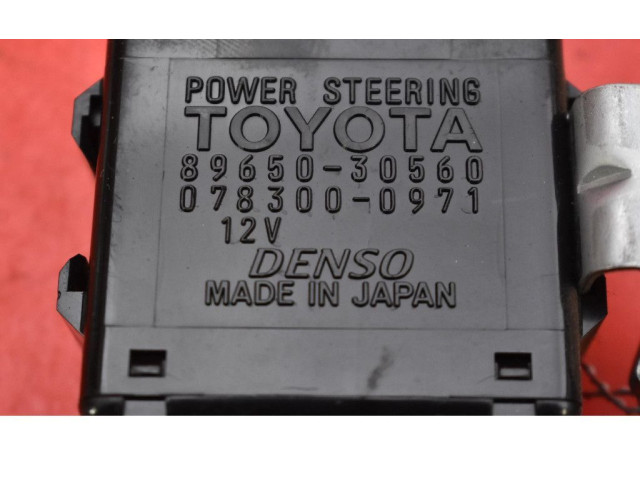 POWER STEERING
TOYOTA
89650-30560
078300-0971
12V
DENSO
MADE IN JAPAN